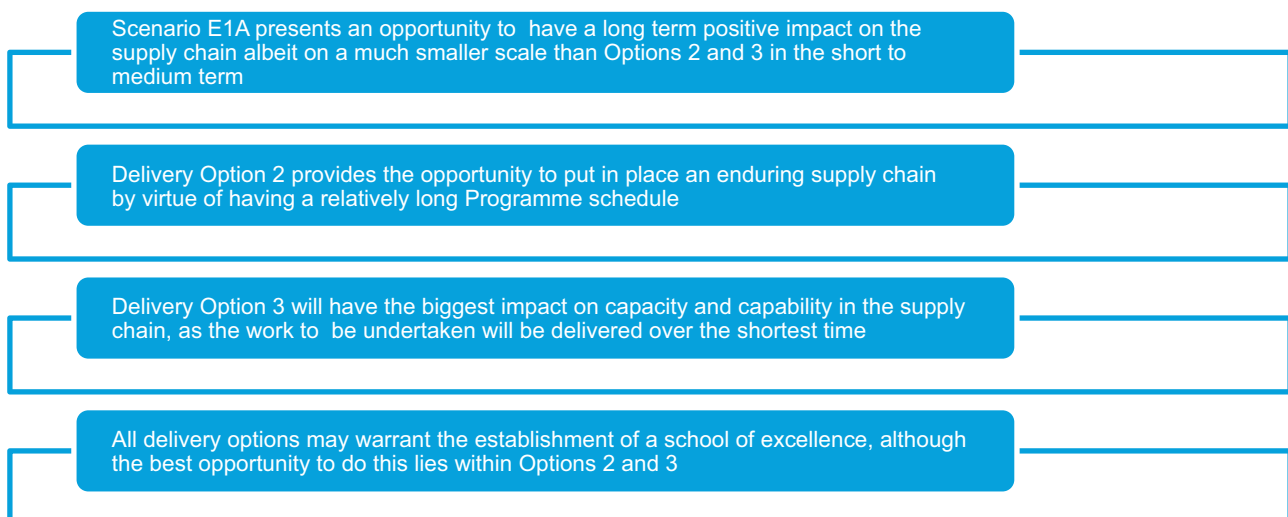 Scenario E1A presents an opportunity to have a long term positive impact on the
supply chain albeit on a much smaller scale than Options 2 and 3 in the short to
medium term
Delivery Option 2 provides the opportunity to put in place an enduring supply chain
by virtue of having a relatively long Programme schedule
Delivery Option 3 will have the biggest impact on capacity and capability in the supply
chain, as the work to be undertaken will be delivered over the shortest time
All delivery options may warrant the establishment of a school of excellence, although
the best opportunity to do this lies within Options 2 and 3